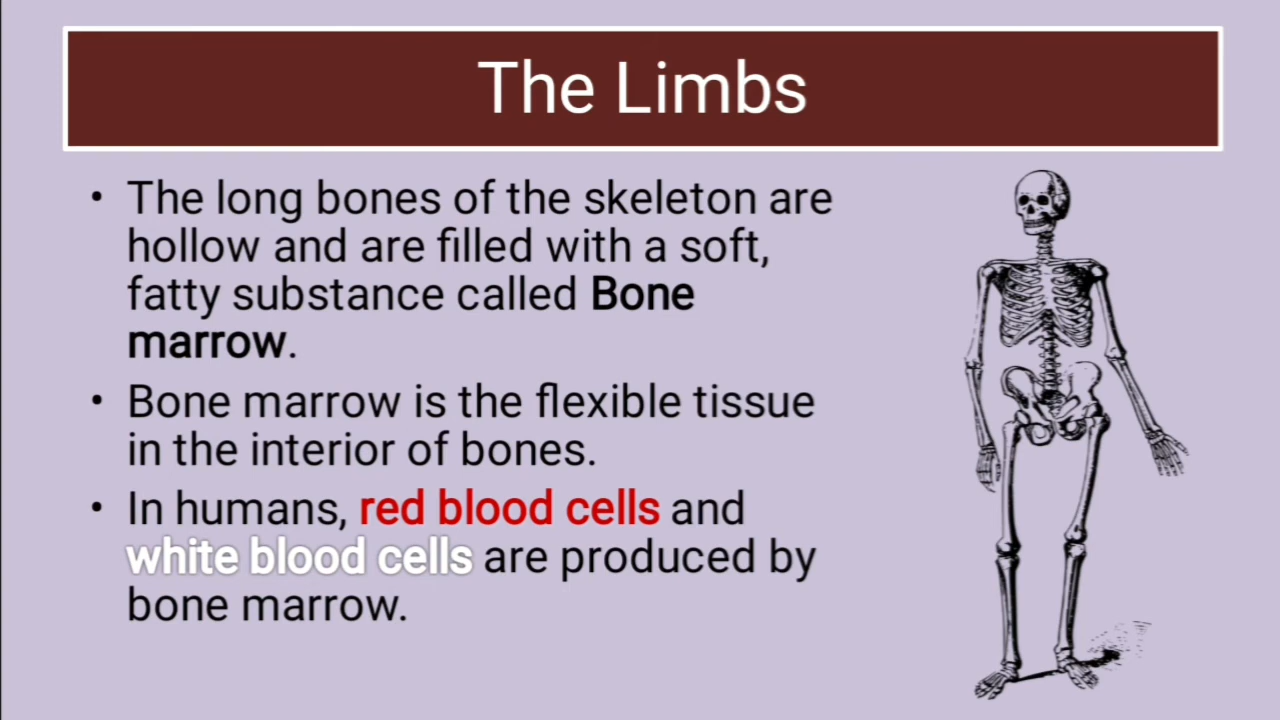 The Limbs
• The long bones of the skeleton are
hollow and are filled with a soft,
fatty substance called Bone
marrow.
• Bone marrow is the flexible tissue
in the interior of bones.
• In humans, red blood cells and
white blood cells are produced by
bone marrow.